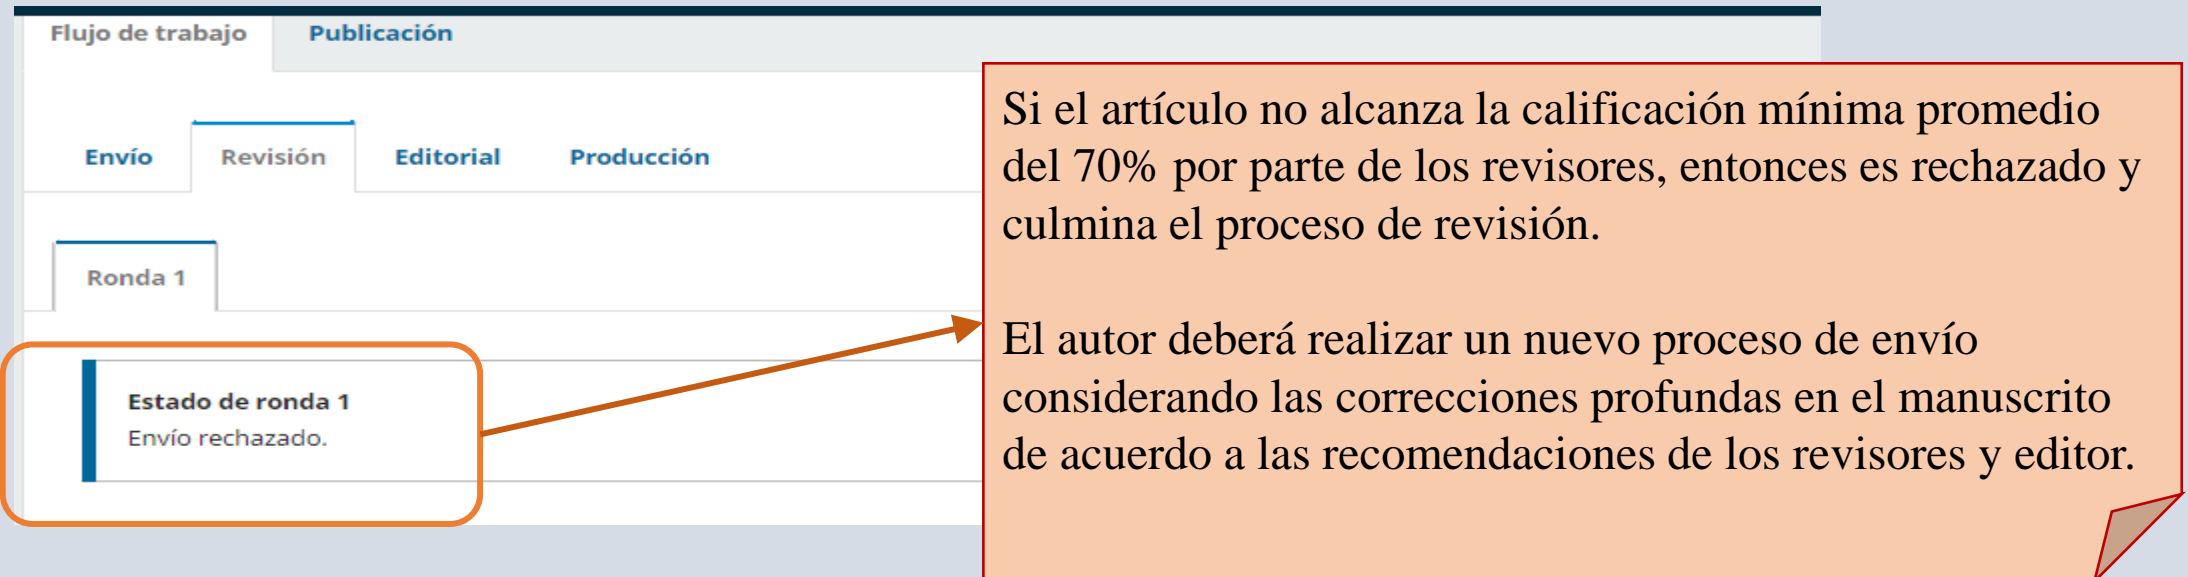 Flujo de trabajo Publicación
Envío Revisión Editorial Producción
Ronda 1
Estado de ronda 1
Envío rechazado.
Si el artículo no alcanza la calificación mínima promedio
del 70% por parte de los revisores, entonces es rechazado y
culmina el proceso de revisión.
El autor deberá realizar un nuevo proceso de envío
considerando las correcciones profundas en el manuscrito
de acuerdo a las recomendaciones de los revisores y editor.